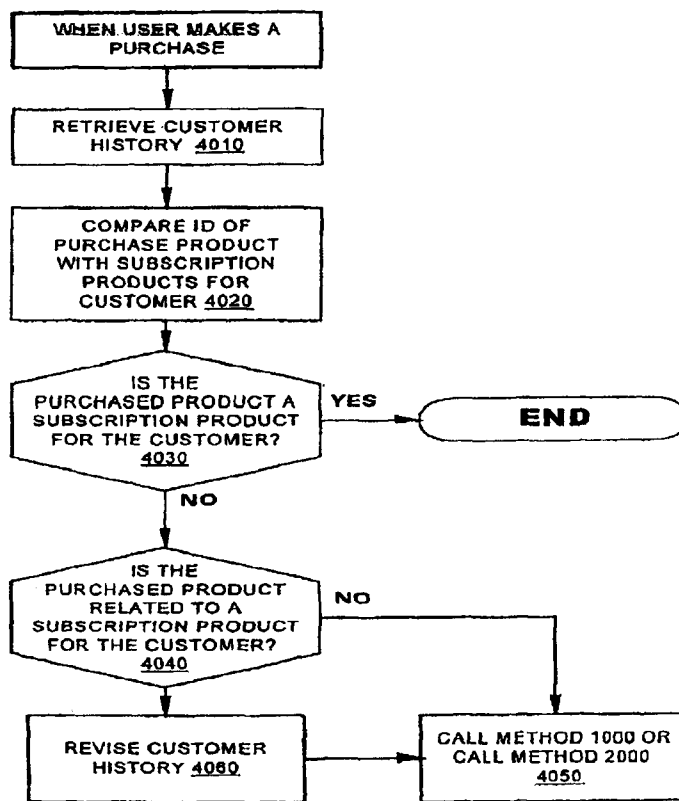 WHEN USER MAKES A
PURCHASE
RETRIEVE CUSTOMER
HISTORY 4010
COMPARE ID OF
PURCHASE PRODUCT
WITH SUBSCRIPTION
PRODUCTS FOR
CUSTOMER 4020
IS THE
PURCHASED PRODUCT A
SUBSCRIPTION PRODUCT
FOR THE CUSTOMER?
4030
YES
END
NO
IS THE
PURCHASED PRODUCT
RELATED TO A
SUBSCRIPTION PRODUCT
FOR THE CUSTOMER?
4040
NO
REVISE CUSTOMER
HISTORY 4060
CALL METHOD 1000 OR
CALL METHOD 2000
4050